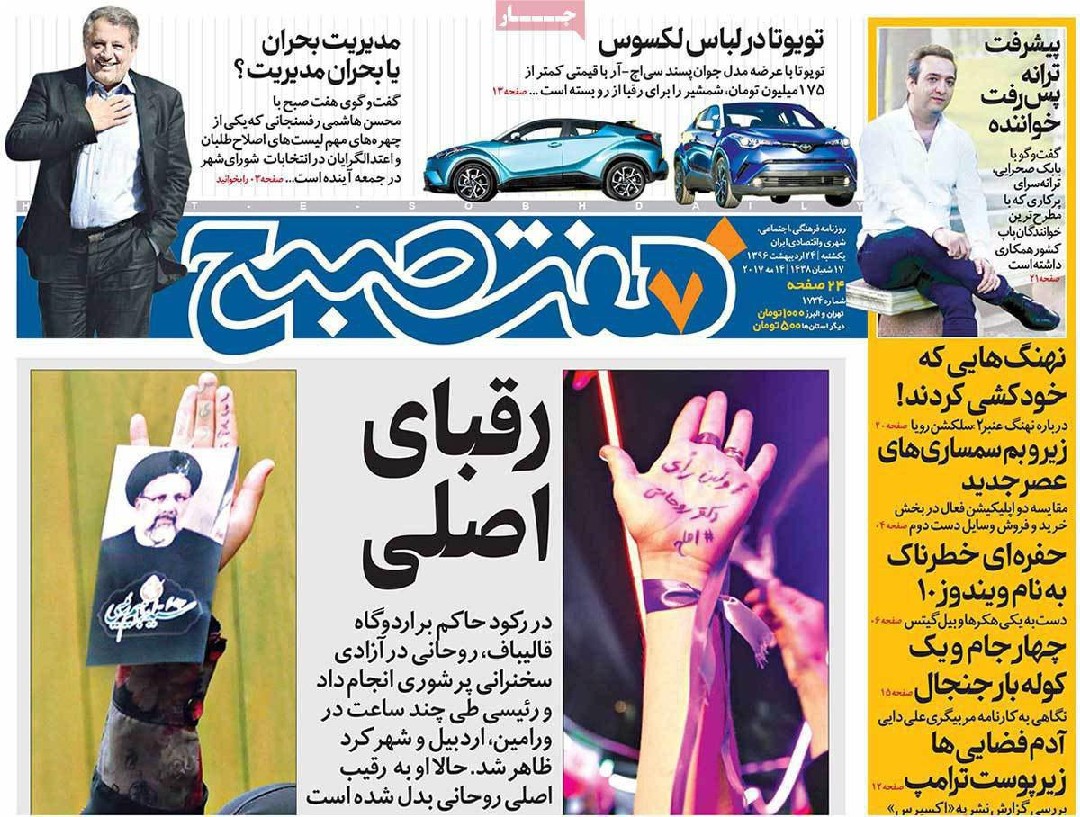 جـــار
پیشرفت
ترانه
پس رفت
خواننده
گفت‌وگو با
بابک صحرایی،
ترانه‌سرای
پرکاری که با
مطرح‌ترین
خوانندگان پاپ
کشور همکاری
داشته است
صفحه ۲۱
تویوتا در لباس لکسوس
تویوتا با عرضه مدل جوان پسند سی‌اچ-آر با قیمتی کمتر از
۱۷۵ میلیون تومان، شمشیر را برای رقبا از رو بسته است ... صفحه ۱۳
مدیریت بحران
یا بحران مدیریت؟
گفت‌وگوی هفت صبح با
محسن هاشمی رفسنجانی که یکی از
چهره‌های مهم لیست‌های اصلاح طلبان
و اعتدالگرایان در انتخابات شورای شهر
در جمعه آینده است... صفحه ۰۲ را بخوانید
هفت صبح
۷
روزنامه فرهنگی، اجتماعی،
شهری و اقتصادی ایران
یکشنبه | ۲۴ اردیبهشت ۱۳۹۶
۱۷ شعبان ۱۴۳۸ | ۱۴ مه ۲۰۱۷
۲۴ صفحه
شماره ۱۷۳۴
تهران و البرز ۱۰۰۰ تومان
دیگر استان‌ها ۵۰۰ تومان
نهنگ‌هایی که
خودکشی کردند!
درباره نهنگ عنبر۲: سلکشن رویا صفحه ۲۰
زیر و بم سمساری‌های
عصر جدید
مقایسه دو اپلیکیشن فعال در بخش
خرید و فروش وسایل دست دوم صفحه ۰۴
حفره‌ای خطرناک
به نام ویندوز ۱۰
دست به یکی هکرها و بیل گیتس صفحه ۰۶
چهار جام و یک
کوله بار جنجال صفحه ۱۵
نگاهی به کارنامه مربیگری علی دایی
آدم فضایی ها
زیر پوست ترامپ صفحه ۱۲
بررسی گزارش نشریه «اکسپرس»
رقبای
اصلی
در رکود حاکم بر اردوگاه
قالیباف، روحانی در آزادی
سخنرانی پر شوری انجام داد
و رئیسی طی چند ساعت در
ورامین، اردبیل و شهرکرد
ظاهر شد. حالا او به رقیب
اصلی روحانی بدل شده است
اولین رأی
دکتر روحانی